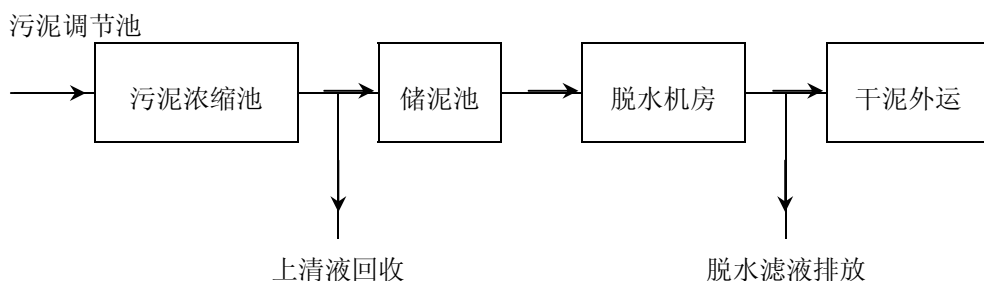 污泥调节池
污泥浓缩池
储泥池
脱水机房
干泥外运
上清液回收
脱水滤液排放